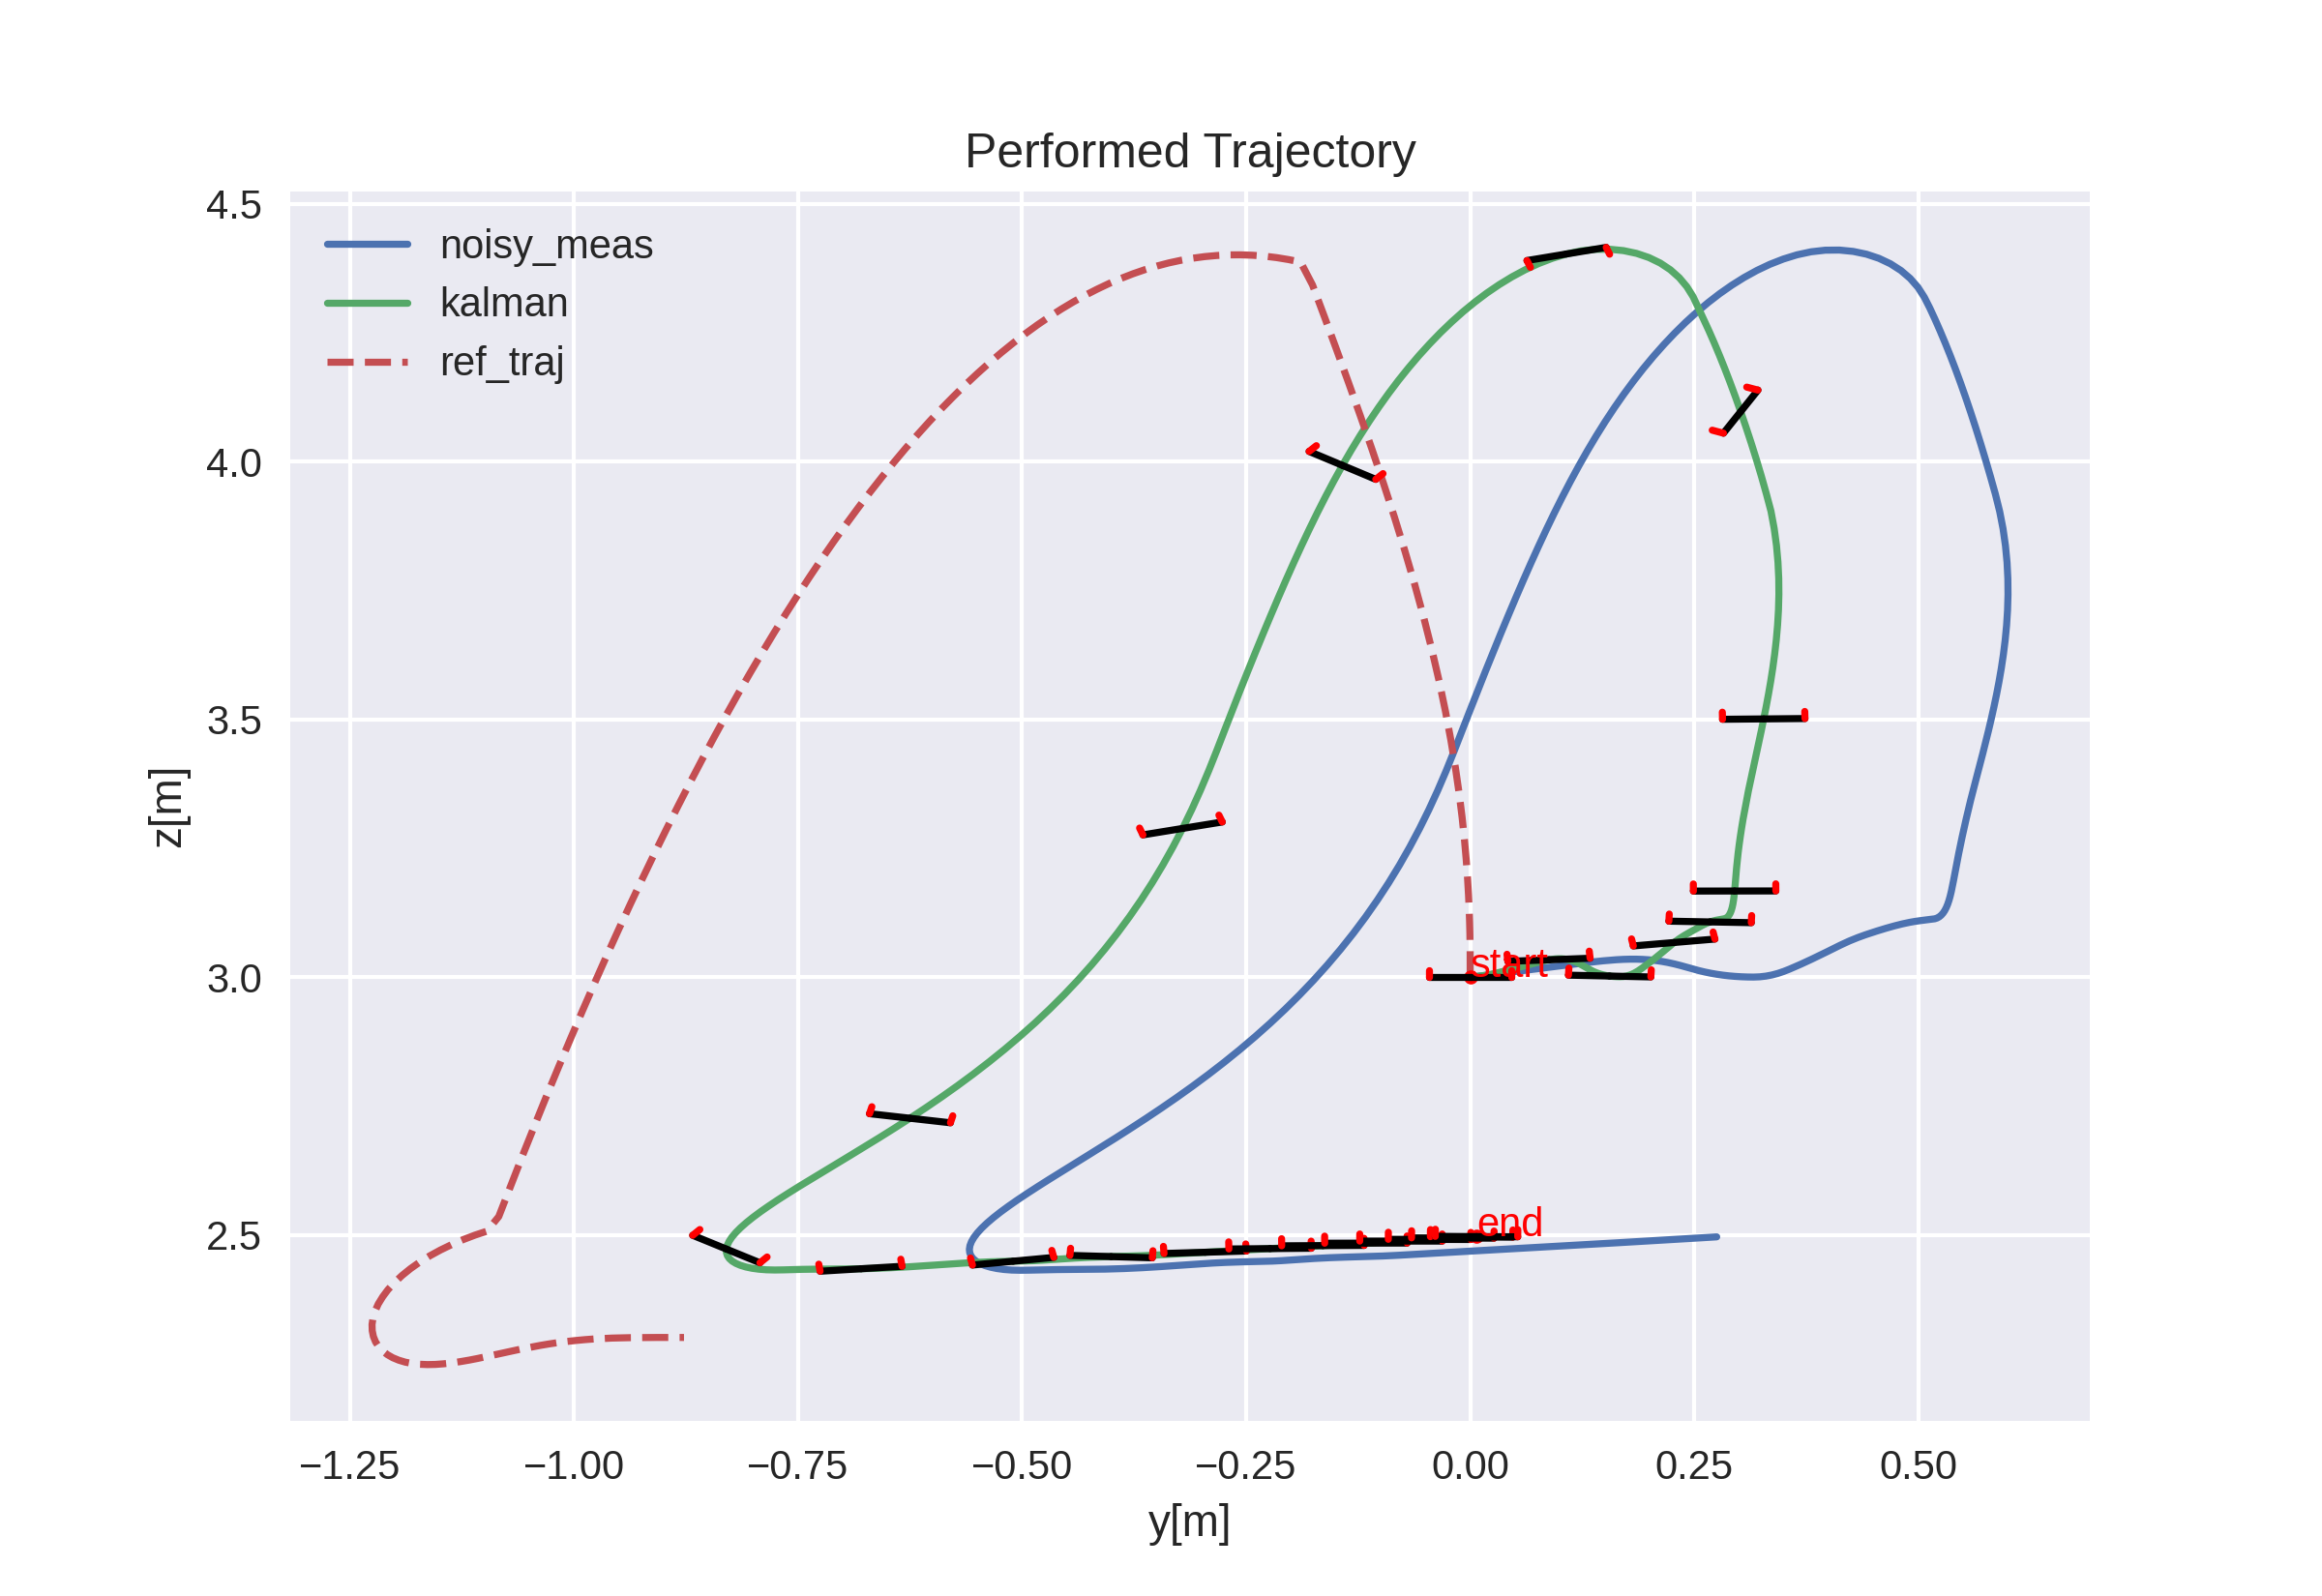 Performed Trajectory
4.5
4.0
3.5
3.0
2.5
z[m]
noisy_meas
kalman
ref_traj
start
end
−1.25 −1.00 −0.75 −0.50 −0.25 0.00 0.25 0.50
y[m]